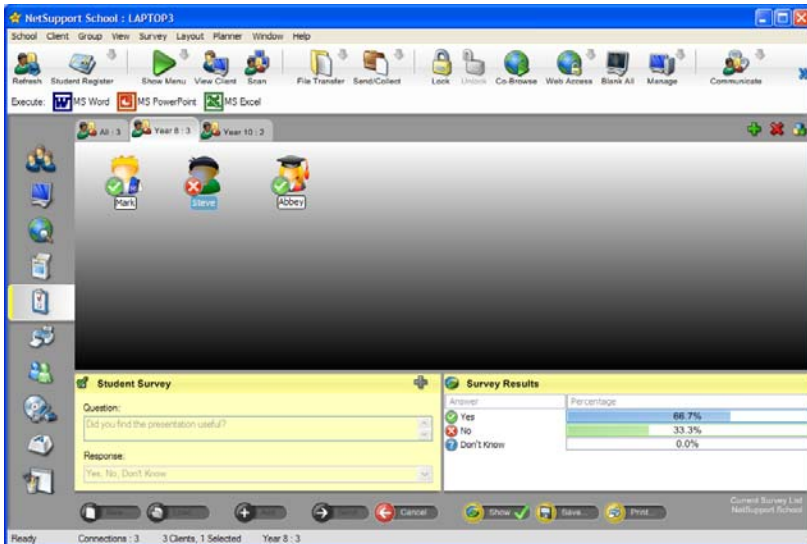 NetSupport School : LAPTOP3
School Client Group View Survey Layout Planner Window Help
Refresh Student Register Show Menu View Client Scan File Transfer Send/Collect Lock Unlock Co-Browse Web Access Blank All Manage Communicate
Execute: MS Word MS PowerPoint MS Excel
All : 3 Year 8 : 3 Year 10 : 2
Mark Steve Abbey
Student Survey
Question:
Did you find the presentation useful?
Response:
Yes, No, Don't Know
Survey Results
Answer Percentage
Yes 66.7%
No 33.3%
Don't Know 0.0%
Cancel Show Save... Print...
Current Survey List
NetSupport School
Ready Connections : 3 3 Clients, 1 Selected Year 8 : 3